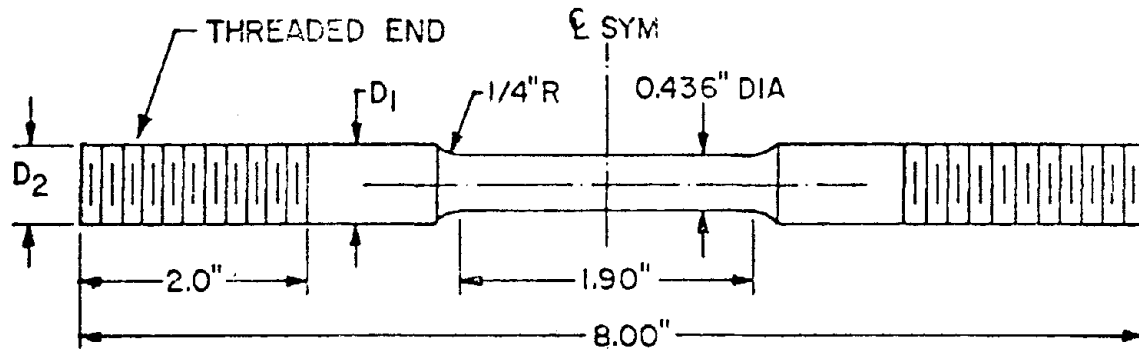 THREADED END
℄ SYM
D₁
1/4"R
0.436" DIA
D₂
2.0"
1.90"
8.00"